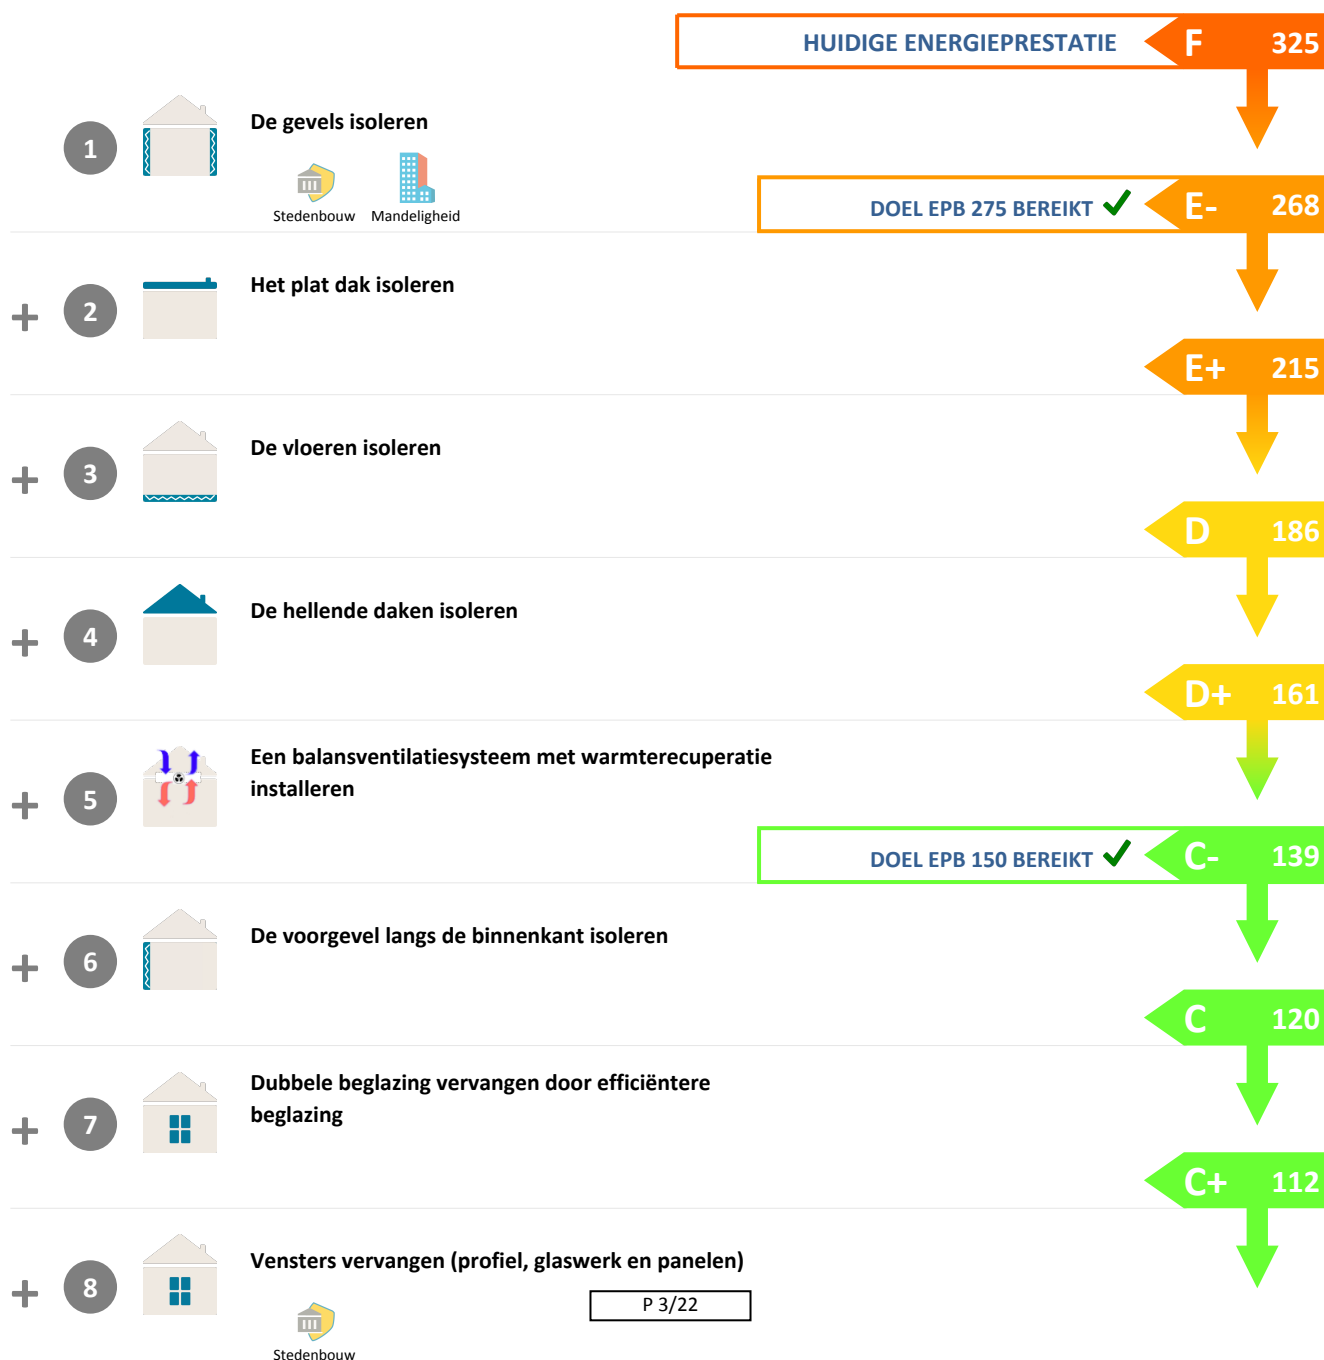 HUIDIGE ENERGIEPRESTATIE F 325
1 De gevels isoleren
Stedenbouw Mandeligheid
DOEL EPB 275 BEREIKT E- 268
+ 2 Het plat dak isoleren
E+ 215
+ 3 De vloeren isoleren
D 186
+ 4 De hellende daken isoleren
D+ 161
+ 5 Een balansventilatiesysteem met warmterecuperatie
installeren
DOEL EPB 150 BEREIKT C- 139
+ 6 De voorgevel langs de binnenkant isoleren
C 120
+ 7 Dubbele beglazing vervangen door efficiëntere
beglazing
C+ 112
+ 8 Vensters vervangen (profiel, glaswerk en panelen)
P 3/22
Stedenbouw